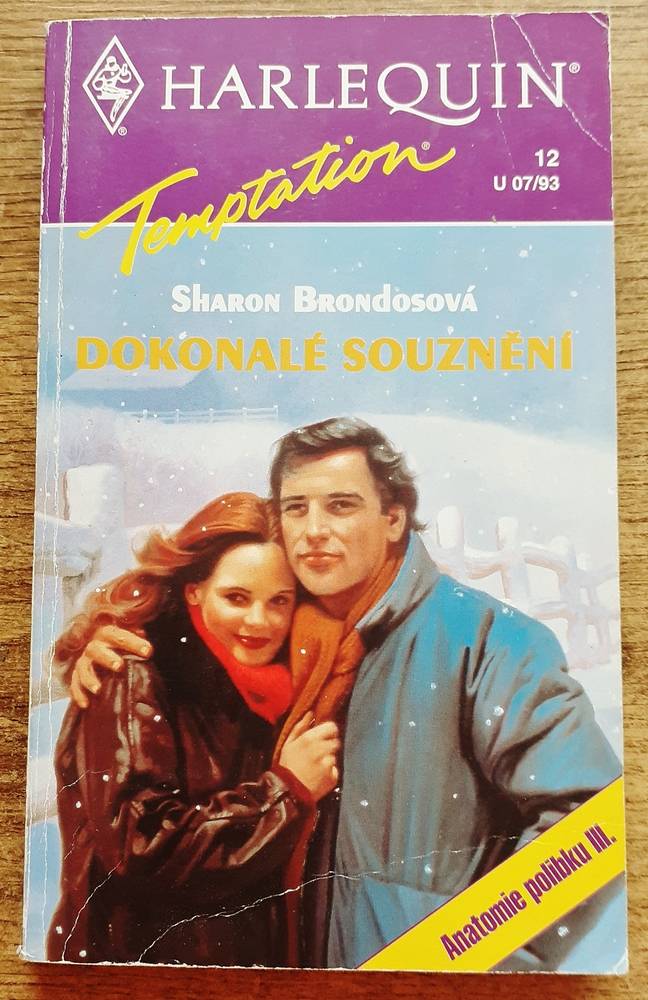 HARLEQUIN®
®
Temptation®
12
U 07/93
Sharon Brondosová
DOKONALÉ SOUZNĚNÍ
Anatomie polibku III.